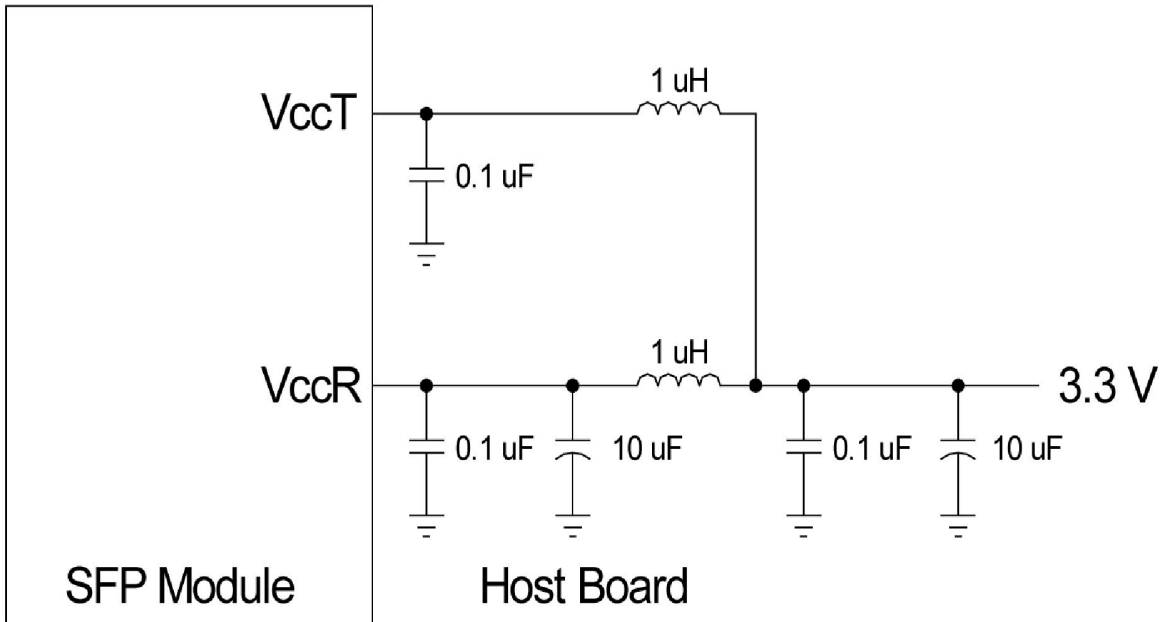 1 uH
VccT
0.1 uF
1 uH
VccR
3.3 V
0.1 uF
10 uF
0.1 uF
10 uF
SFP Module
Host Board